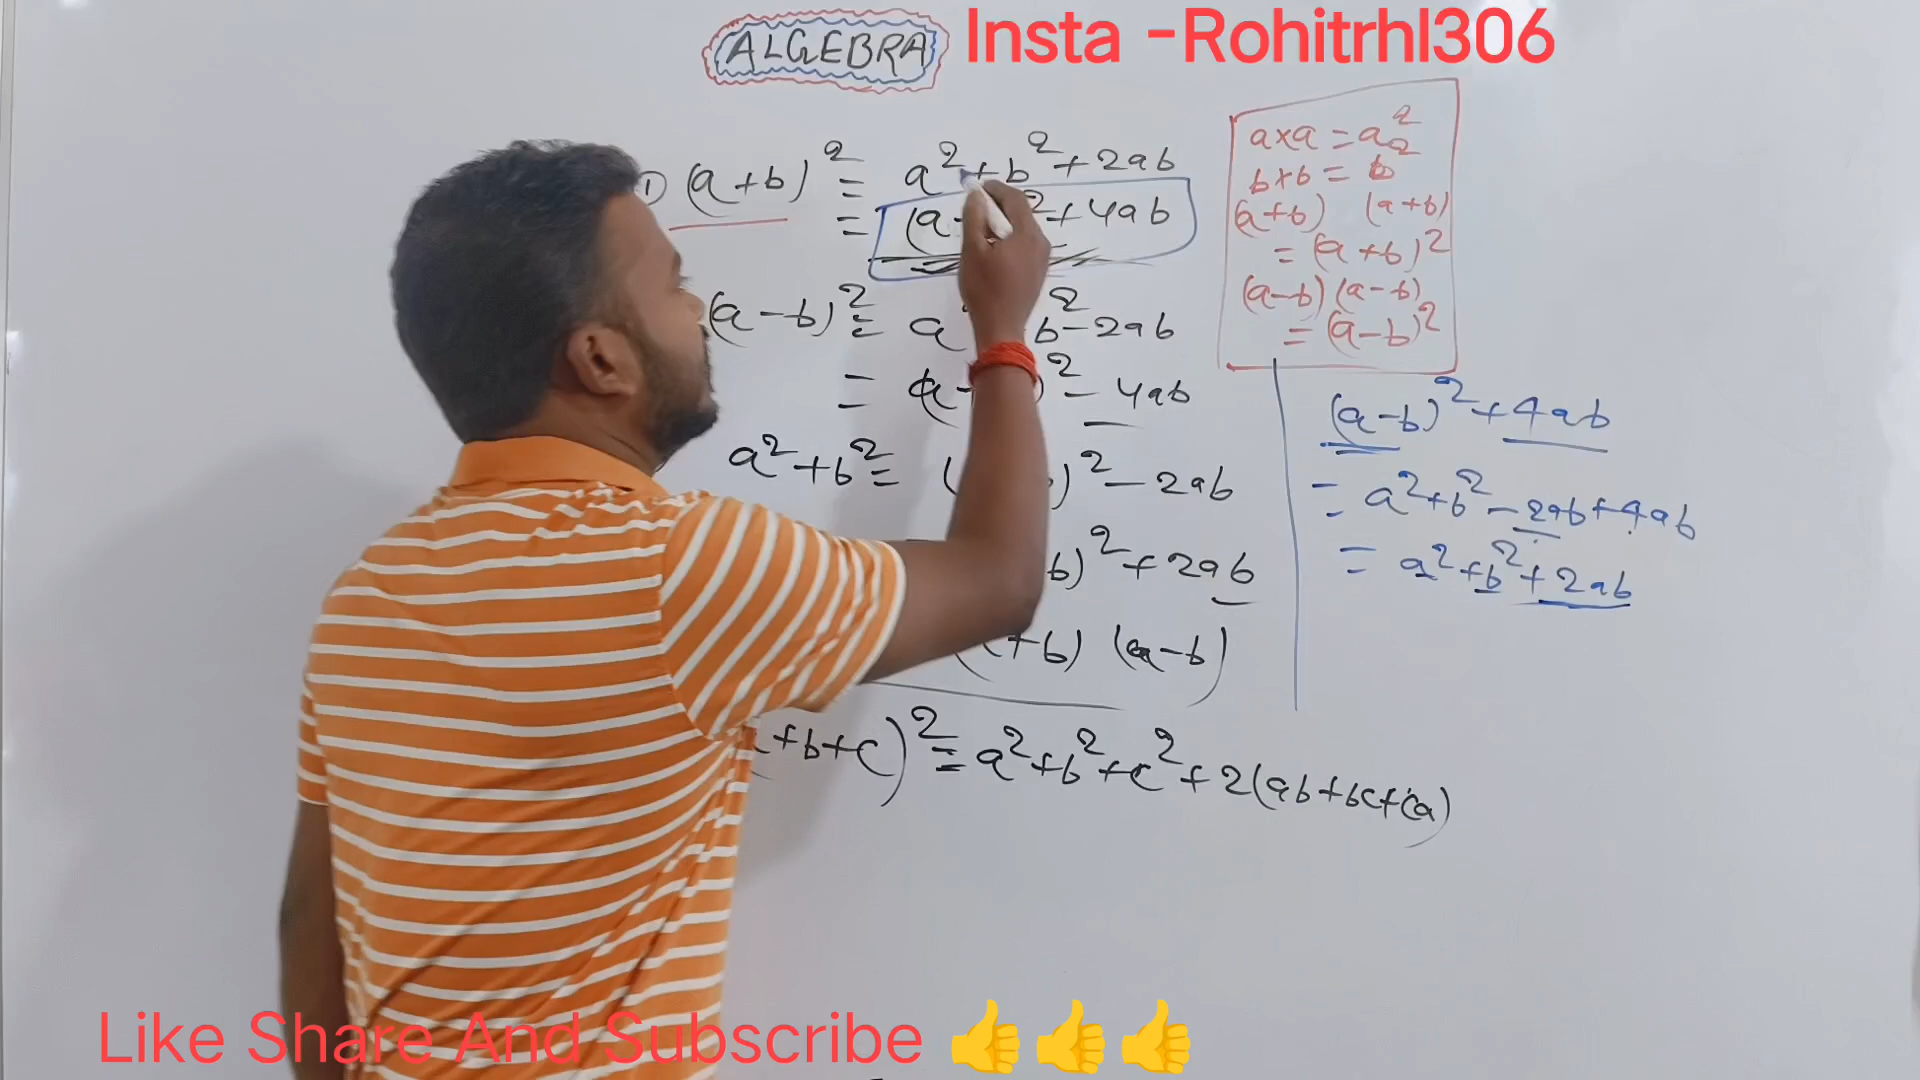 ALGEBRA
Insta -Rohitrhl306
① (a+b)² = a²+b²+2ab
= (a- ²+4ab
(a-b)² = a² b²-2ab
= (a )²-4ab
a²+b² = ( )²-2ab
b)²+2ab
+b) (a-b)
+b+c)² = a²+b²+c²+2(ab+bc+ca)
a×a = a²
b×b = b²
(a+b) (a+b)
= (a+b)²
(a-b)(a-b)
= (a-b)²
(a-b)²+4ab
= a²+b²-2ab+4ab
= a²+b²+2ab
Like Share And Subscribe 👍👍👍